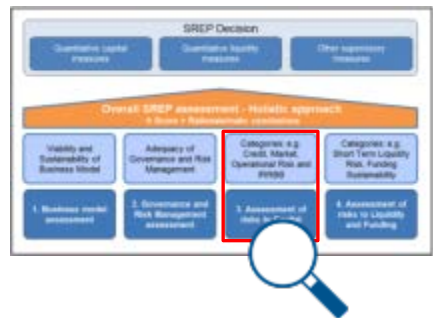 SREP Decision
Quantitative capital
measures
Quantitative liquidity
measures
Other supervisory
measures
Overall SREP assessment - Holistic approach
Viability and
Sustainability of
Business Model
Adequacy of
Governance and Risk
Management
Categories: e.g.
Credit, Market,
Operational Risk and
IRRBB
Categories: e.g.
Short Term Liquidity
Risk, Funding
Sustainability
1. Business model
assessment
2. Governance and
Risk Management
assessment
3. Assessment of
risks to Capital
4. Assessment of
risks to Liquidity
and Funding